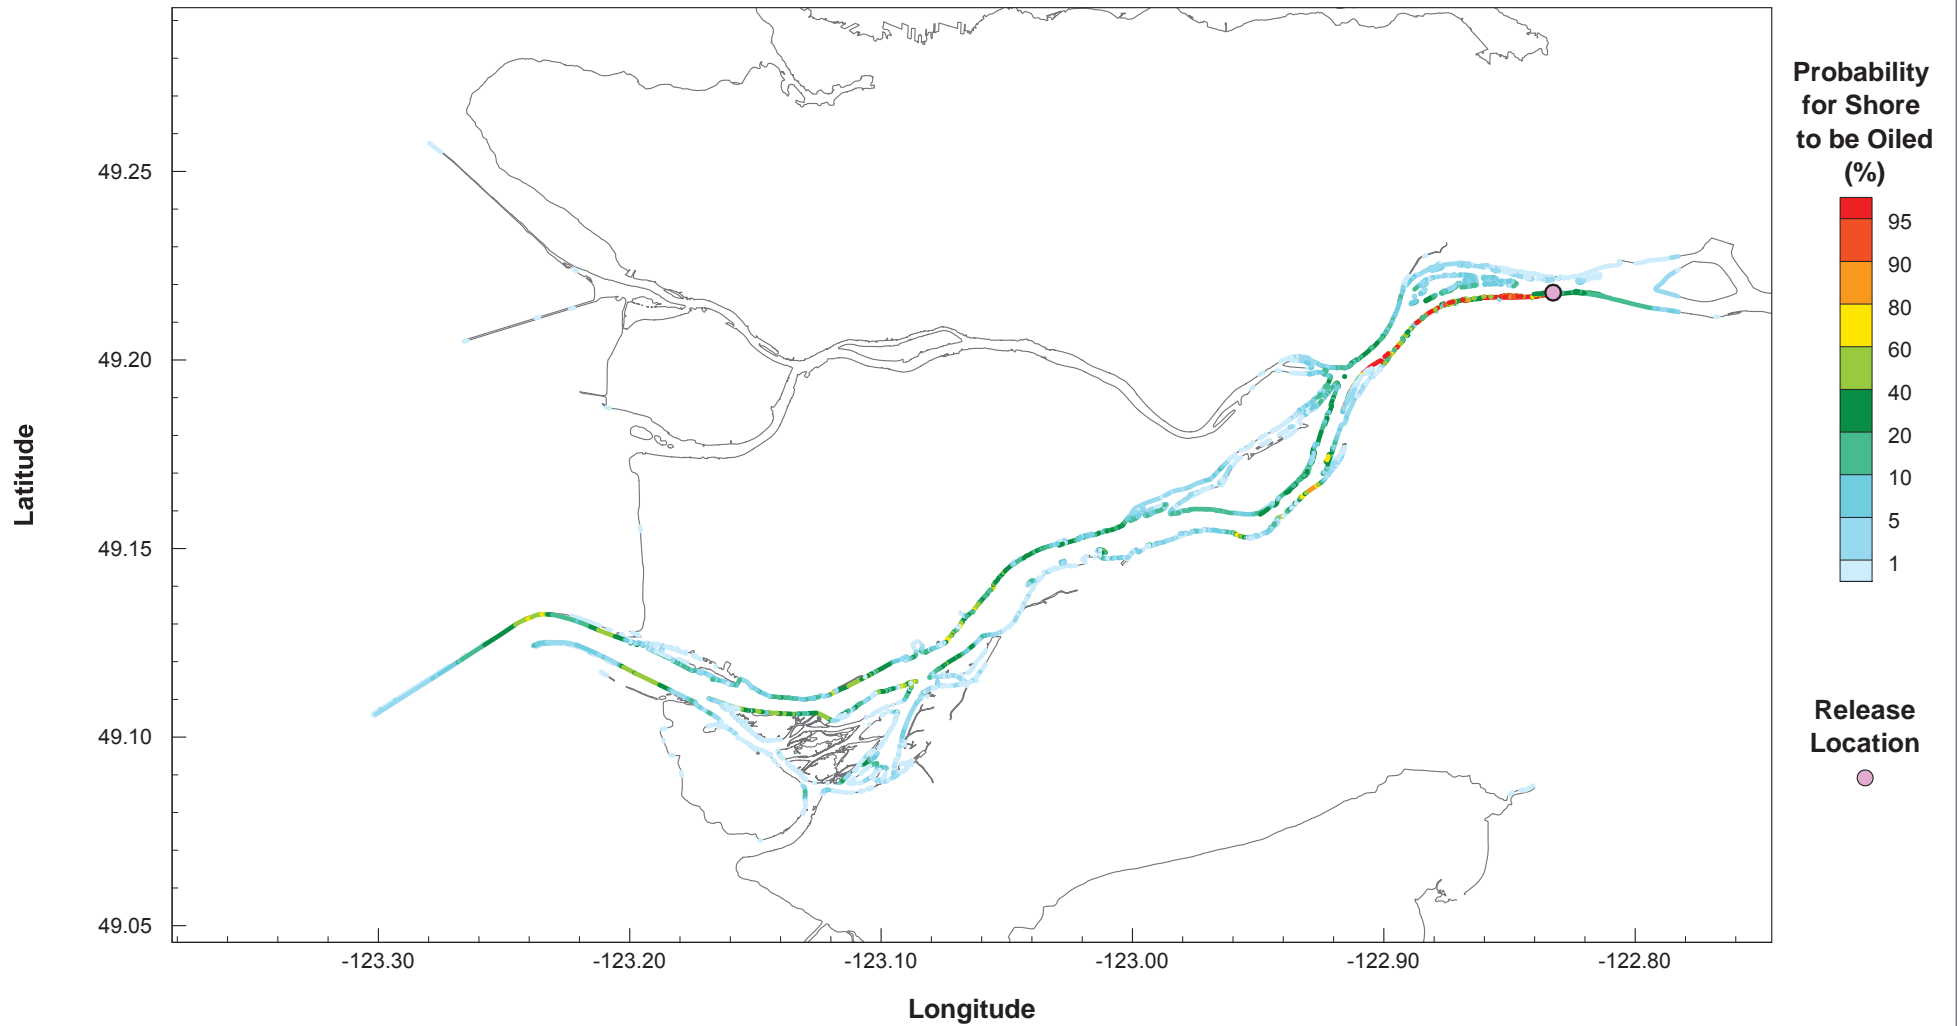 Probability
for Shore
to be Oiled
(%)
95
90
80
60
40
20
10
5
1
Release
Location
Latitude
49.25
49.20
49.15
49.10
49.05
-123.30 -123.20 -123.10 -123.00 -122.90 -122.80
Longitude